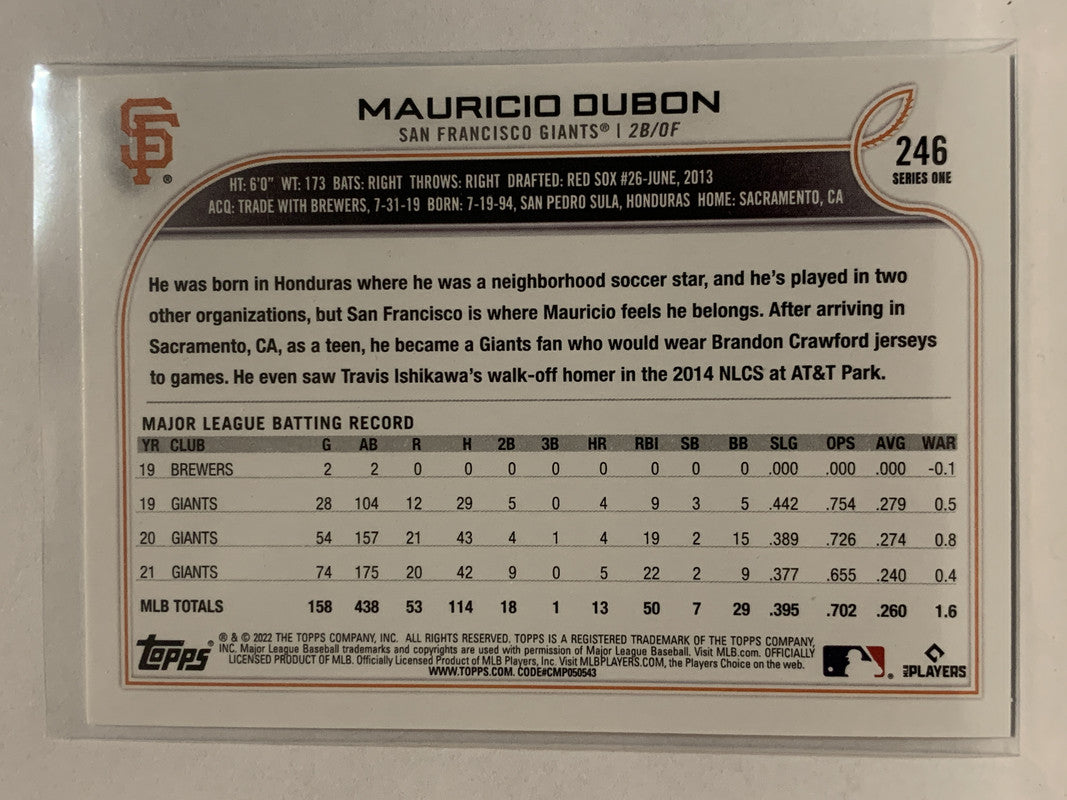 SF®
MAURICIO DUBON
SAN FRANCISCO GIANTS® | 2B/OF
246
SERIES ONE
HT: 6'0" WT: 173 BATS: RIGHT THROWS: RIGHT DRAFTED: RED SOX #26-JUNE, 2013
ACQ: TRADE WITH BREWERS, 7-31-19 BORN: 7-19-94, SAN PEDRO SULA, HONDURAS HOME: SACRAMENTO, CA
He was born in Honduras where he was a neighborhood soccer star, and he's played in two
other organizations, but San Francisco is where Mauricio feels he belongs. After arriving in
Sacramento, CA, as a teen, he became a Giants fan who would wear Brandon Crawford jerseys
to games. He even saw Travis Ishikawa's walk-off homer in the 2014 NLCS at AT&T Park.
MAJOR LEAGUE BATTING RECORD
YR CLUB G AB R H 2B 3B HR RBI SB BB SLG OPS AVG WAR
19 BREWERS 2 2 0 0 0 0 0 0 0 0 .000 .000 .000 -0.1
19 GIANTS 28 104 12 29 5 0 4 9 3 5 .442 .754 .279 0.5
20 GIANTS 54 157 21 43 4 1 4 19 2 15 .389 .726 .274 0.8
21 GIANTS 74 175 20 42 9 0 5 22 2 9 .377 .655 .240 0.4
MLB TOTALS 158 438 53 114 18 1 13 50 7 29 .395 .702 .260 1.6
Topps®
® & © 2022 THE TOPPS COMPANY, INC. ALL RIGHTS RESERVED. TOPPS IS A REGISTERED TRADEMARK OF THE TOPPS COMPANY,
INC. Major League Baseball trademarks and copyrights are used with permission of Major League Baseball. Visit MLB.com. OFFICIALLY
LICENSED PRODUCT OF MLB. Officially Licensed Product of MLB Players, Inc. Visit MLBPLAYERS.COM, the Players Choice on the web.
WWW.TOPPS.COM. CODE#CMP050543
MLB PLAYERS